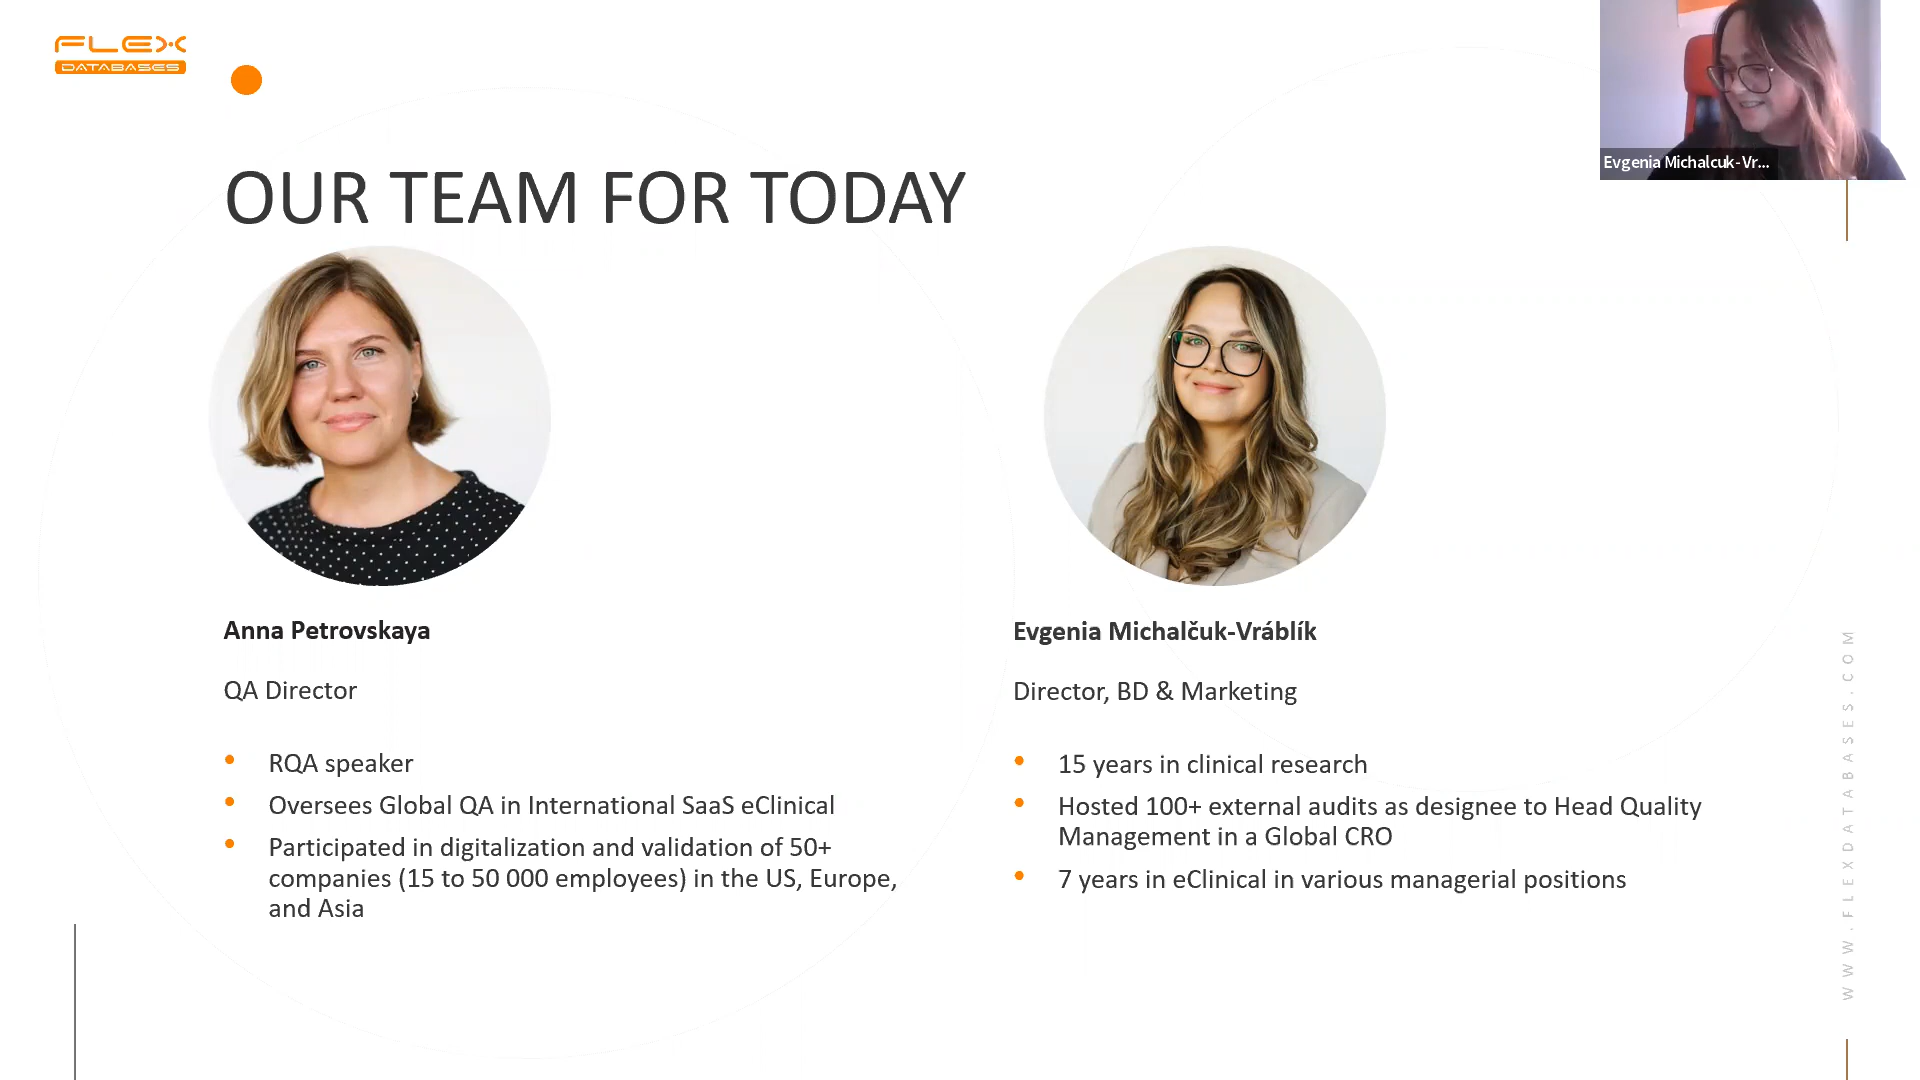 FLEX
DATABASES
Evgenia Michalcuk-Vr...
OUR TEAM FOR TODAY
Anna Petrovskaya
QA Director
• RQA speaker
• Oversees Global QA in International SaaS eClinical
• Participated in digitalization and validation of 50+
companies (15 to 50 000 employees) in the US, Europe,
and Asia
Evgenia Michalčuk-Vráblík
Director, BD & Marketing
• 15 years in clinical research
• Hosted 100+ external audits as designee to Head Quality
Management in a Global CRO
• 7 years in eClinical in various managerial positions
WWW.FLEXDATABASES.COM